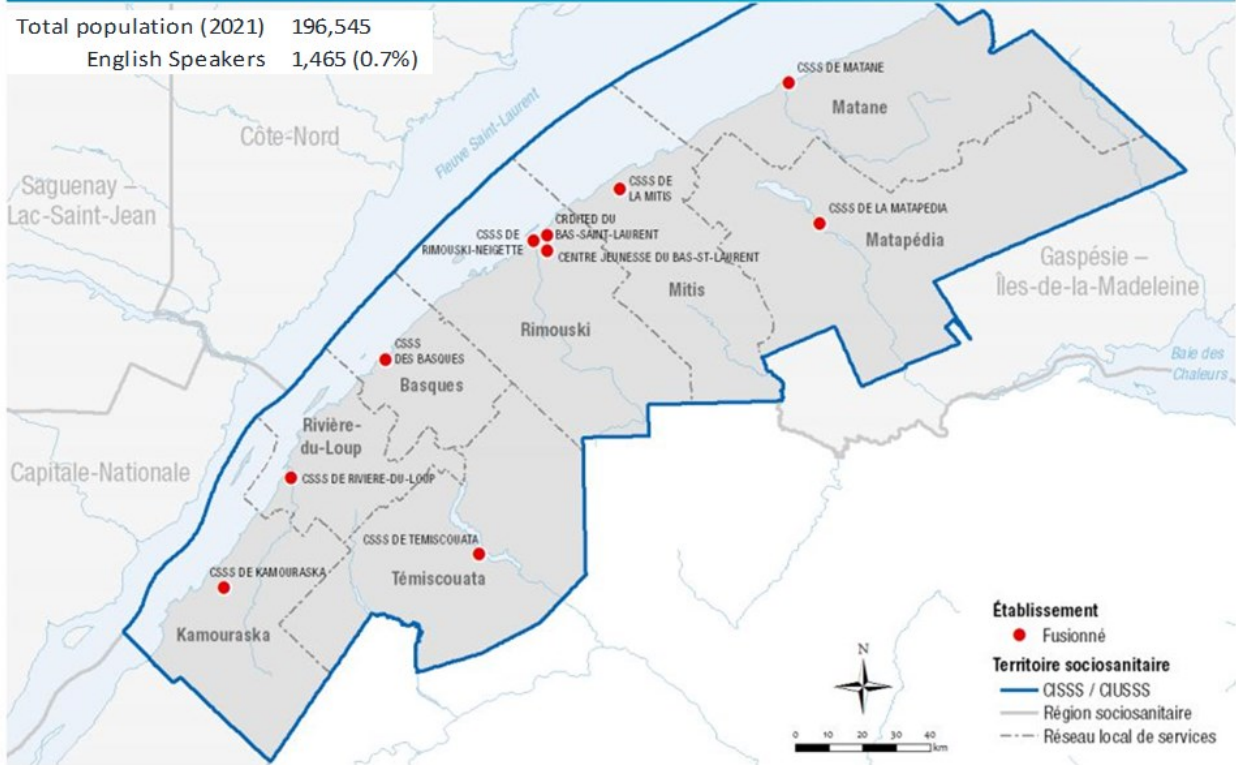 Total population (2021) 196,545
English Speakers 1,465 (0.7%)
CSSS DE MATANE
Matane
Côte-Nord
Fleuve Saint-Laurent
Saguenay –
Lac-Saint-Jean
CSSS DE
LA MITIS
CSSS DE LA MATAPEDIA
Matapédia
CRDITED DU
BAS-SAINT-LAURENT
CSSS DE
RIMOUSKI-NEIGETTE
CENTRE JEUNESSE DU BAS-ST-LAURENT
Gaspésie –
Îles-de-la-Madeleine
Mitis
Rimouski
CSSS
DES BASQUES
Basques
Baie des
Chaleurs
Rivière-
du-Loup
Capitale-Nationale
CSSS DE RIVIERE-DU-LOUP
CSSS DE TEMISCOUATA
Témiscouata
CSSS DE KAMOURASKA
Kamouraska
Établissement
Fusionné
Territoire sociosanitaire
CISSS / CIUSSS
Région sociosanitaire
Réseau local de services
N
0 10 20 30 40
km